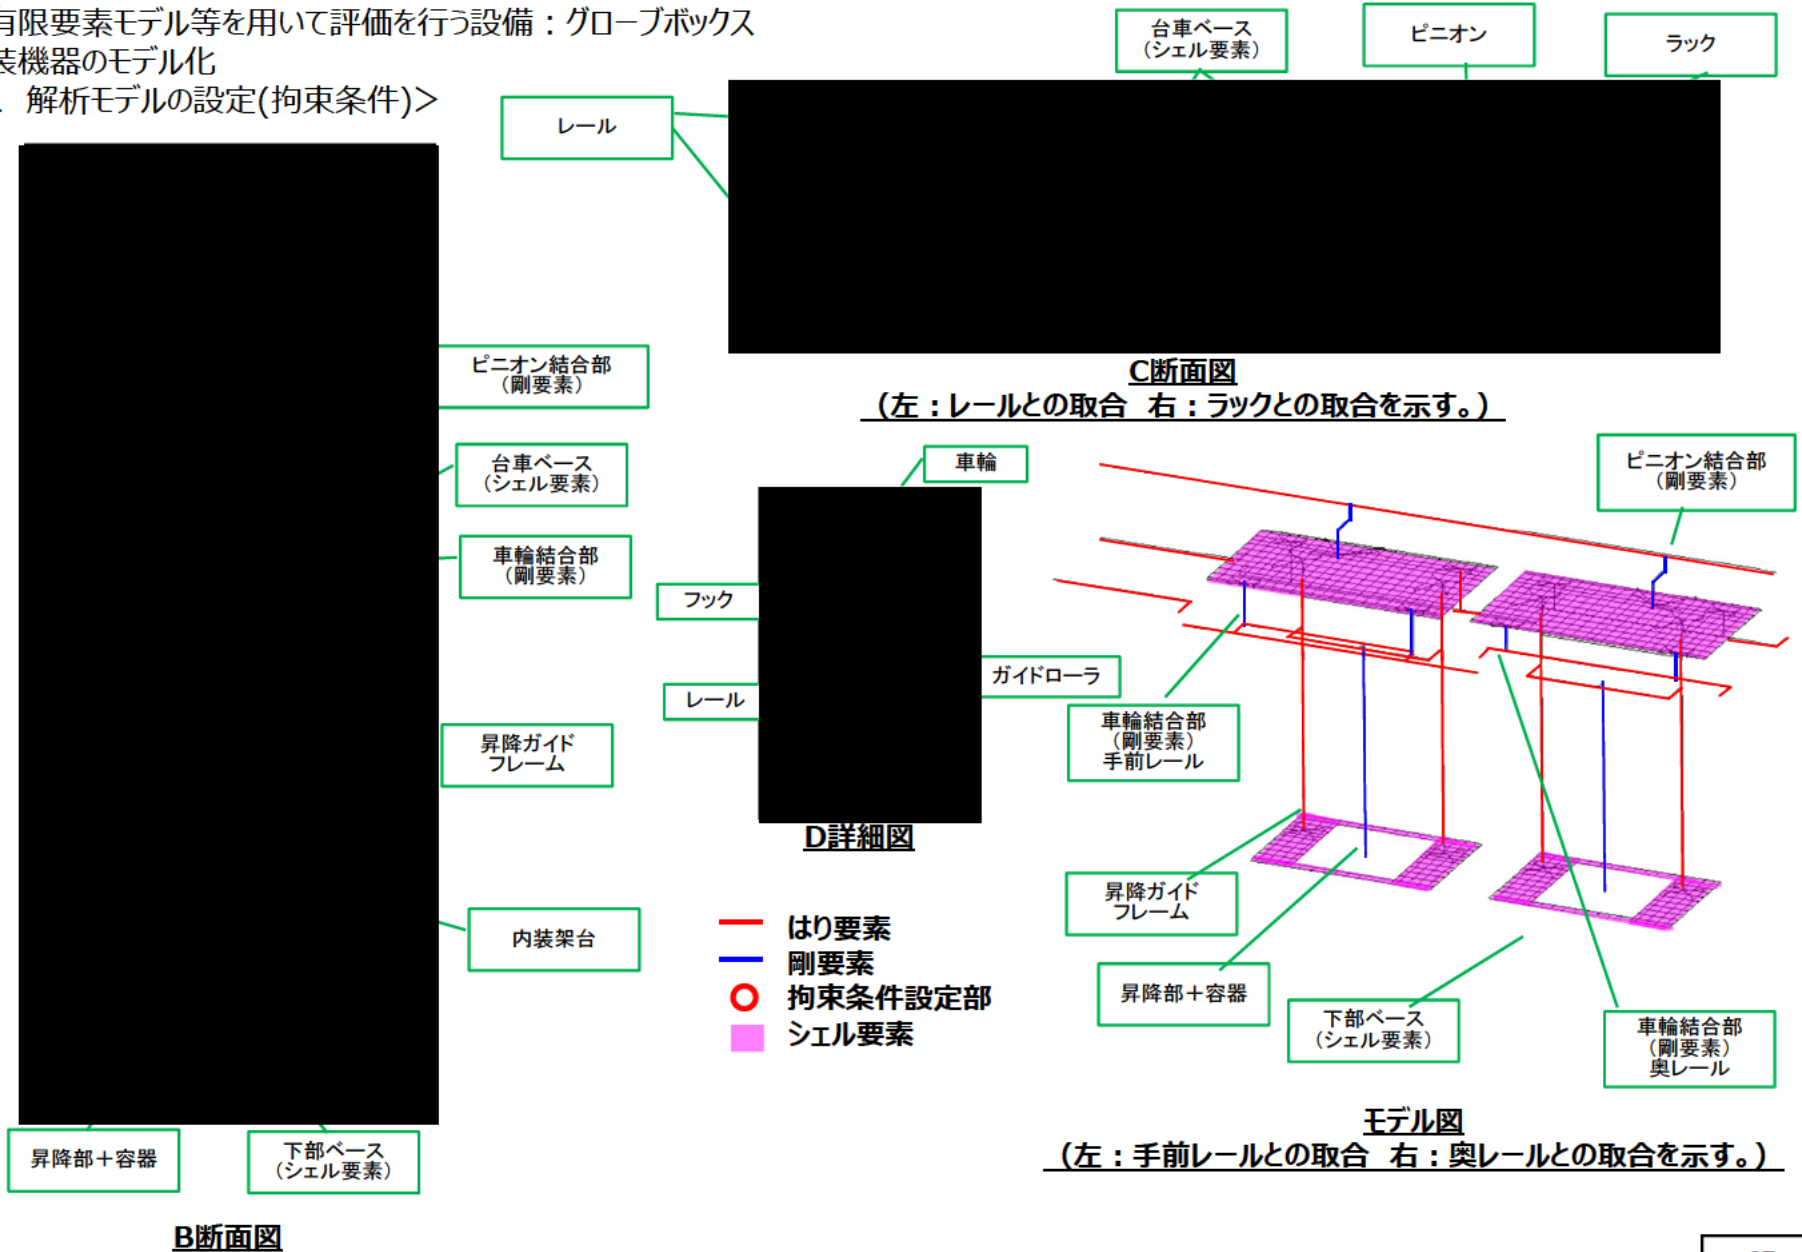 有限要素モデル等を用いて評価を行う設備：グローブボックス
装機器のモデル化
解析モデルの設定(拘束条件)＞
台車ベース
（シェル要素）
ピニオン
ラック
レール
C断面図
（左：レールとの取合 右：ラックとの取合を示す。）
ピニオン結合部
（剛要素）
台車ベース
（シェル要素）
車輪結合部
（剛要素）
昇降ガイド
フレーム
内装架台
昇降部＋容器
下部ベース
（シェル要素）
B断面図
車輪
フック
レール
ガイドローラ
D詳細図
はり要素
剛要素
拘束条件設定部
シェル要素
ピニオン結合部
（剛要素）
車輪結合部
（剛要素）
手前レール
昇降ガイド
フレーム
昇降部＋容器
下部ベース
（シェル要素）
車輪結合部
（剛要素）
奥レール
モデル図
（左：手前レールとの取合 右：奥レールとの取合を示す。）